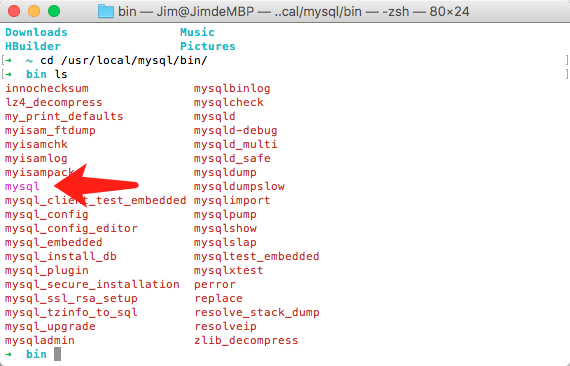 bin — Jim@JimdeMBP — ..cal/mysql/bin — -zsh — 80×24
Downloads Music
HBuilder Pictures
[➜ ~ cd /usr/local/mysql/bin/ ]
[➜ bin ls ]
innochecksum mysqlbinlog
lz4_decompress mysqlcheck
my_print_defaults mysqld
myisam_ftdump mysqld-debug
myisamchk mysqld_multi
myisamlog mysqld_safe
myisampack mysqldump
mysql mysqldumpslow
mysql_client_test_embedded mysqlimport
mysql_config mysqlpump
mysql_config_editor mysqlshow
mysql_embedded mysqlslap
mysql_install_db mysqltest_embedded
mysql_plugin mysqlxtest
mysql_secure_installation perror
mysql_ssl_rsa_setup replace
mysql_tzinfo_to_sql resolve_stack_dump
mysql_upgrade resolveip
mysqladmin zlib_decompress
➜ bin